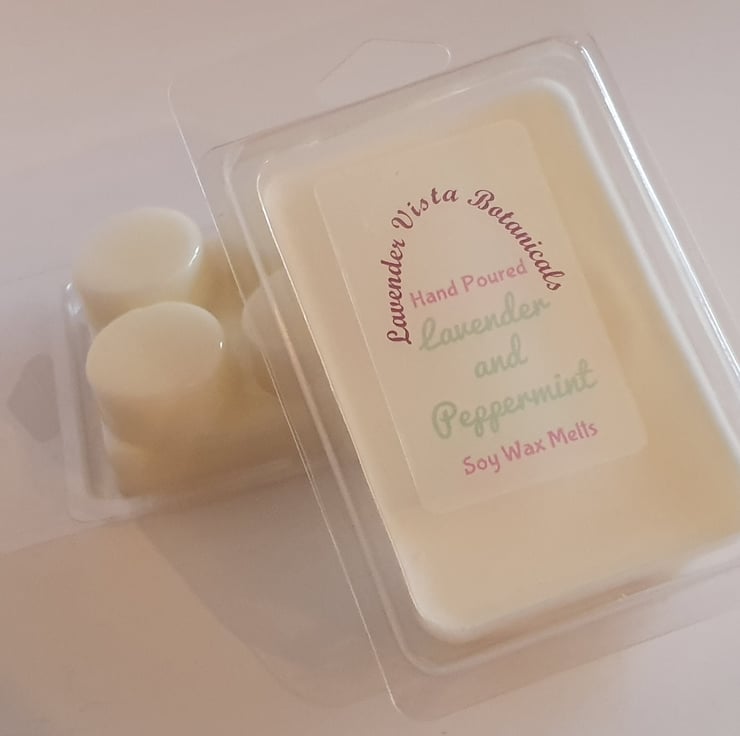 Lavender Vista Botanicals
Hand Poured
Lavender
and
Peppermint
Soy Wax Melts